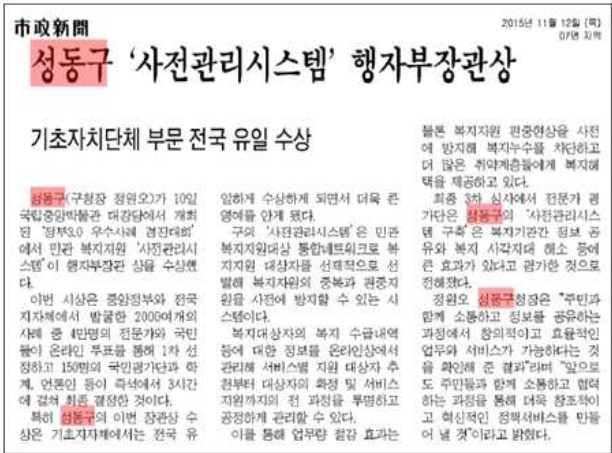 市政新聞
2015년 11월 12일 (목)
07면 지역
성동구 ‘사전관리시스템’ 행자부장관상
기초자치단체 부문 전국 유일 수상
성동구(구청장 정원오)가 10일
국립중앙박물관 대강당에서 개최
된 ‘정부3.0 우수사례 경진대회’
에서 민관 복지지원 ‘사전관리시
스템’이 행자부장관 상을 수상했
다.
이번 시상은 중앙정부와 전국
지자체에서 발굴한 2000여개의
사례 중 4만명의 전문가와 국민
들이 온라인 투표를 통해 1차 선
정하고 150명의 국민평가단과 학
계, 언론인 등이 즉석에서 3시간
에 걸쳐 최종 결정한 것이다.
특히 성동구의 이번 장관상 수
상은 기초지자체에서는 전국 유
일하게 수상하게 되면서 더욱 큰
영예를 안게 됐다.
구의 ‘사전관리시스템’은 민관
복지지원대상 통합네트워크로 복
지지원 대상자를 선제적으로 선
별해 복지자원의 중복과 편중지
원을 사전에 방지할 수 있는 시
스템이다.
복지대상자의 복지 수급내역
등에 대한 정보를 온라인상에서
관리해 서비스별 지원 대상자 추
천부터 대상자의 확정 및 서비스
지원까지의 전 과정을 투명하고
공정하게 관리할 수 있다.
이를 통해 업무량 절감 효과는
물론 복지지원 편중현상을 사전
에 방지해 복지누수를 차단하고
더 많은 취약계층들에게 복지혜
택을 제공하고 있다.
최종 3차 심사에서 전문가 평
가단은 성동구의 ‘사전관리시스
템 구축’은 복지기관간 정보 공
유와 복지 사각지대 해소 등에
큰 효과가 있다고 평가한 것으로
전해졌다.
정원오 성동구청장은 “주민과
함께 소통하고 정보를 공유하는
과정에서 창의적이고 효율적인
업무와 서비스가 가능하다는 것
을 확인해 준 결과”라며 “앞으로
도 주민들과 함께 소통하고 협력
하는 과정을 통해 더욱 창조적이
고 혁신적인 정책서비스를 만들
어 낼 것”이라고 밝혔다.